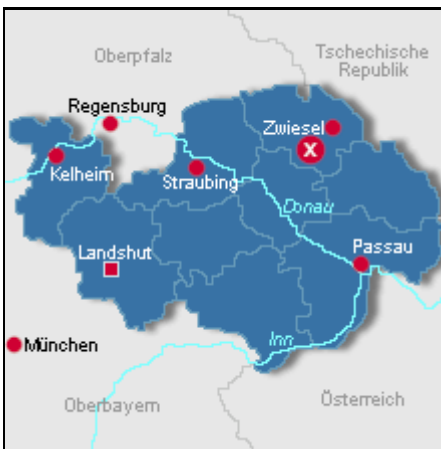 Oberpfalz
Tschechische
Republik
Regensburg
Zwiesel
X
Kelheim
Straubing
Donau
Landshut
Passau
München
Inn
Oberbayern
Österreich